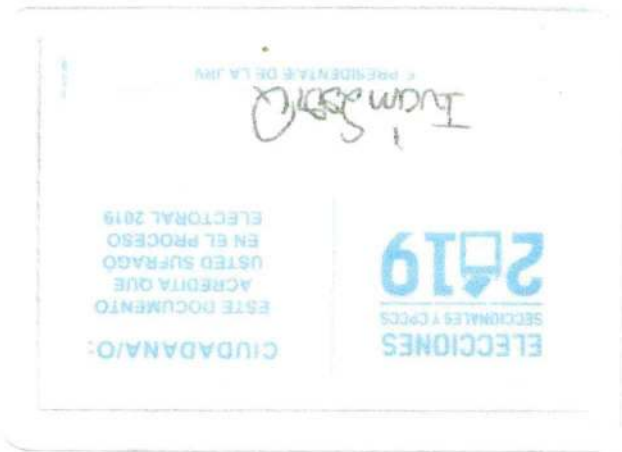 ELECCIONES
SECCIONALES Y CPCCS
2019
CIUDADANA/O:
ESTE DOCUMENTO
ACREDITA QUE
USTED SUFRAGÓ
EN EL PROCESO
ELECTORAL 2019
F. PRESIDENTA/E DE LA JRV